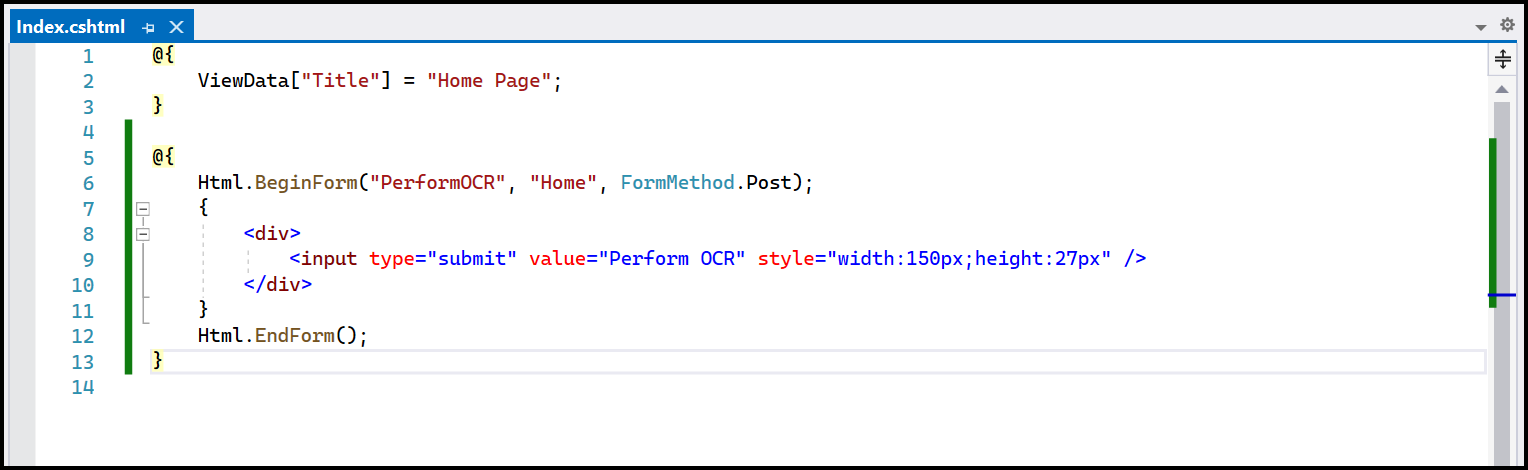 Index.cshtml
1 @{
2     ViewData["Title"] = "Home Page";
3 }
4
5 @{
6     Html.BeginForm("PerformOCR", "Home", FormMethod.Post);
7     {
8         <div>
9             <input type="submit" value="Perform OCR" style="width:150px;height:27px" />
10         </div>
11     }
12     Html.EndForm();
13 }
14